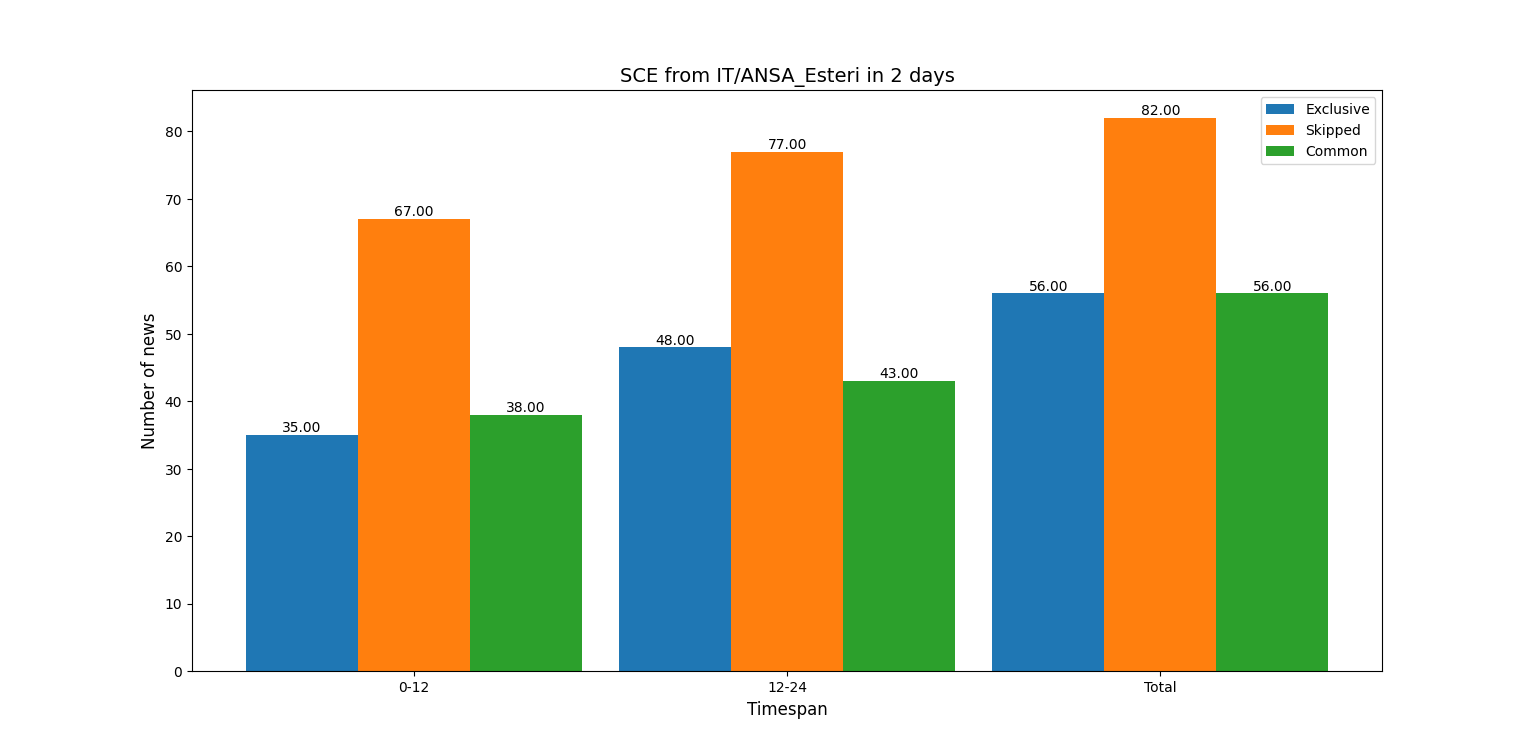 SCE from IT/ANSA_Esteri in 2 days
Exclusive
Skipped
Common
Number of news
80
70
60
50
40
30
20
10
0
35.00
67.00
38.00
48.00
77.00
43.00
56.00
82.00
56.00
0-12
12-24
Total
Timespan